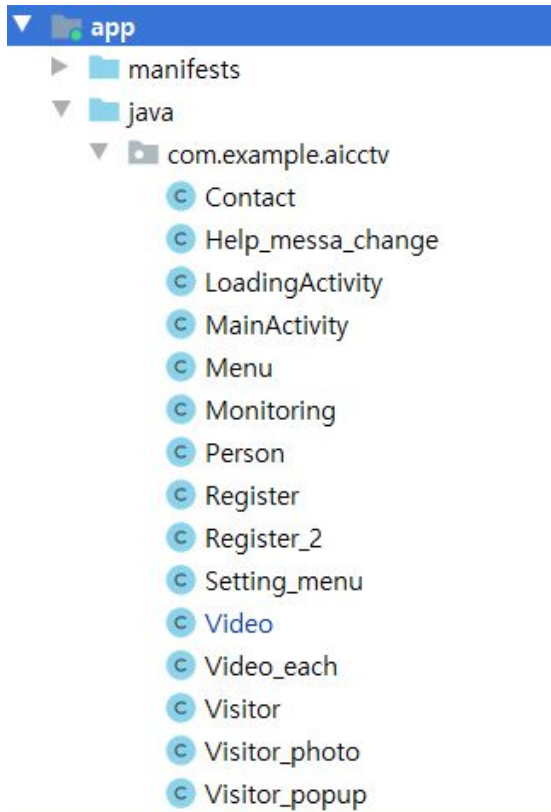 app
manifests
java
com.example.aicctv
C Contact
C Help_messa_change
C LoadingActivity
C MainActivity
C Menu
C Monitoring
C Person
C Register
C Register_2
C Setting_menu
C Video
C Video_each
C Visitor
C Visitor_photo
C Visitor_popup